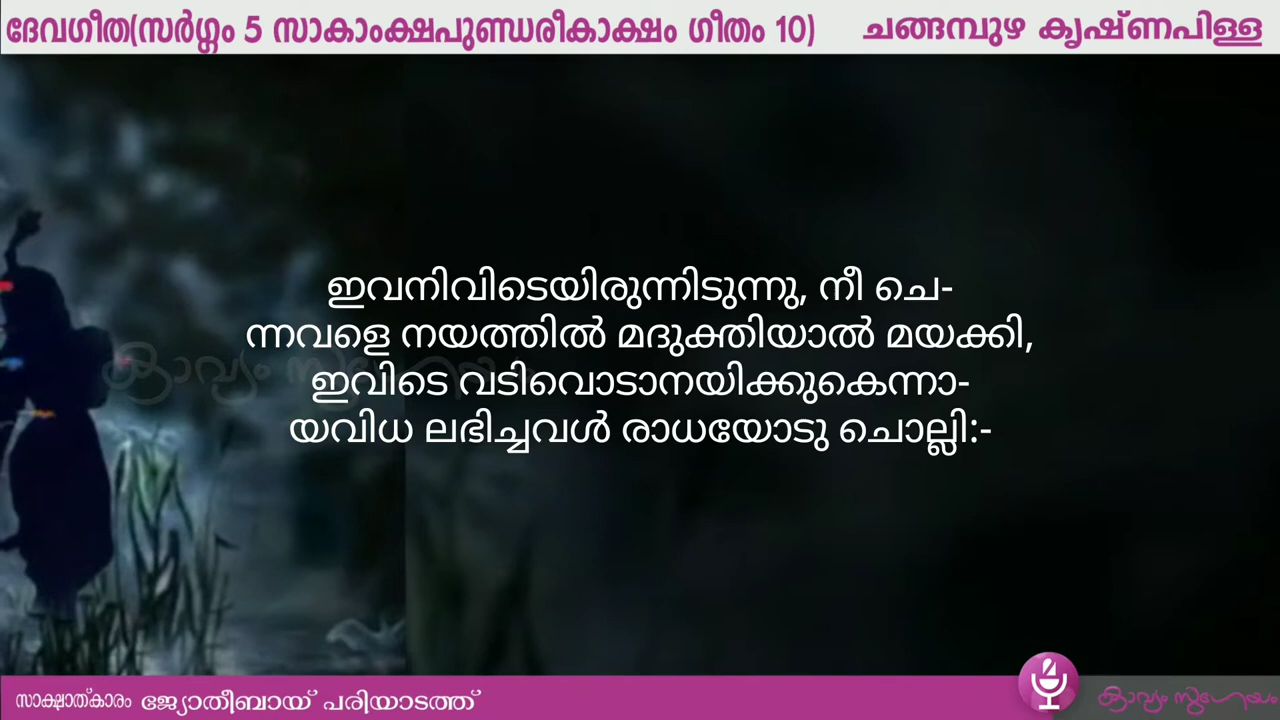 ദേവഗീത(സർഗ്ഗം 5 സാകാംക്ഷപുണ്ഡരീകാക്ഷം ഗീതം 10) ചങ്ങമ്പുഴ കൃഷ്ണപിള്ള
ഇവനിവിടെയിരുന്നിടുന്നു, നീ ചെ-
ന്നവളെ നയത്തിൽ മദുക്തിയാൽ മയക്കി,
ഇവിടെ വടിവൊടാനയിക്കുകെന്നാ-
യവിധ ലഭിച്ചവൾ രാധയോടു ചൊല്ലി:-
സാക്ഷാത്കാരം ജ്യോതീബായ് പരിയാടത്ത് കാവ്യം സുഗേയം